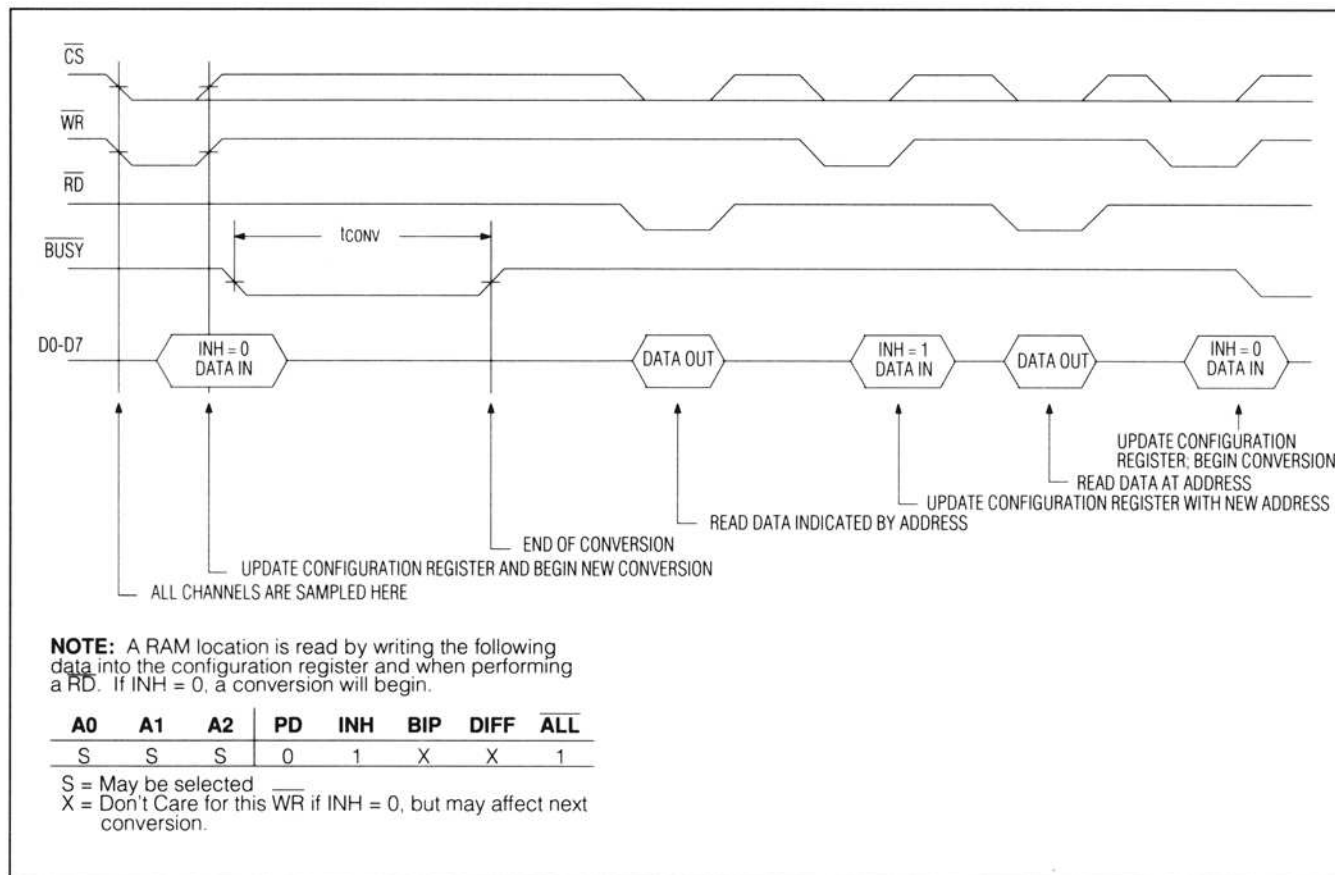 CS
WR
RD
tCONV
BUSY
D0-D7
INH = 0
DATA IN
DATA OUT
INH = 1
DATA IN
DATA OUT
INH = 0
DATA IN
UPDATE CONFIGURATION
REGISTER; BEGIN CONVERSION
READ DATA AT ADDRESS
UPDATE CONFIGURATION REGISTER WITH NEW ADDRESS
READ DATA INDICATED BY ADDRESS
END OF CONVERSION
UPDATE CONFIGURATION REGISTER AND BEGIN NEW CONVERSION
ALL CHANNELS ARE SAMPLED HERE
NOTE: A RAM location is read by writing the following
data into the configuration register and when performing
a RD. If INH = 0, a conversion will begin.
A0 A1 A2 PD INH BIP DIFF ALL
S S S 0 1 X X 1
S = May be selected
X = Don't Care for this WR if INH = 0, but may affect next
conversion.